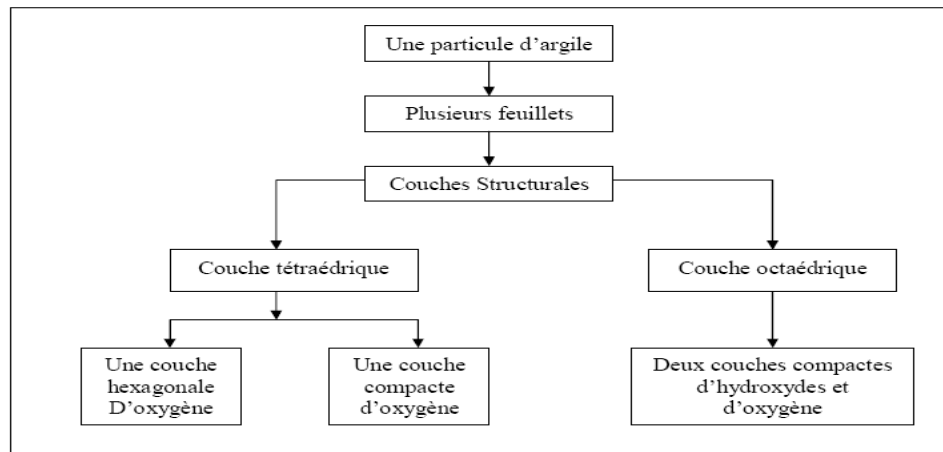 Une particule d'argile
Plusieurs feuillets
Couches Structurales
Couche tétraédrique
Couche octaédrique
Une couche
hexagonale
D'oxygène
Une couche
compacte
d'oxygène
Deux couches compactes
d'hydroxydes et
d'oxygène